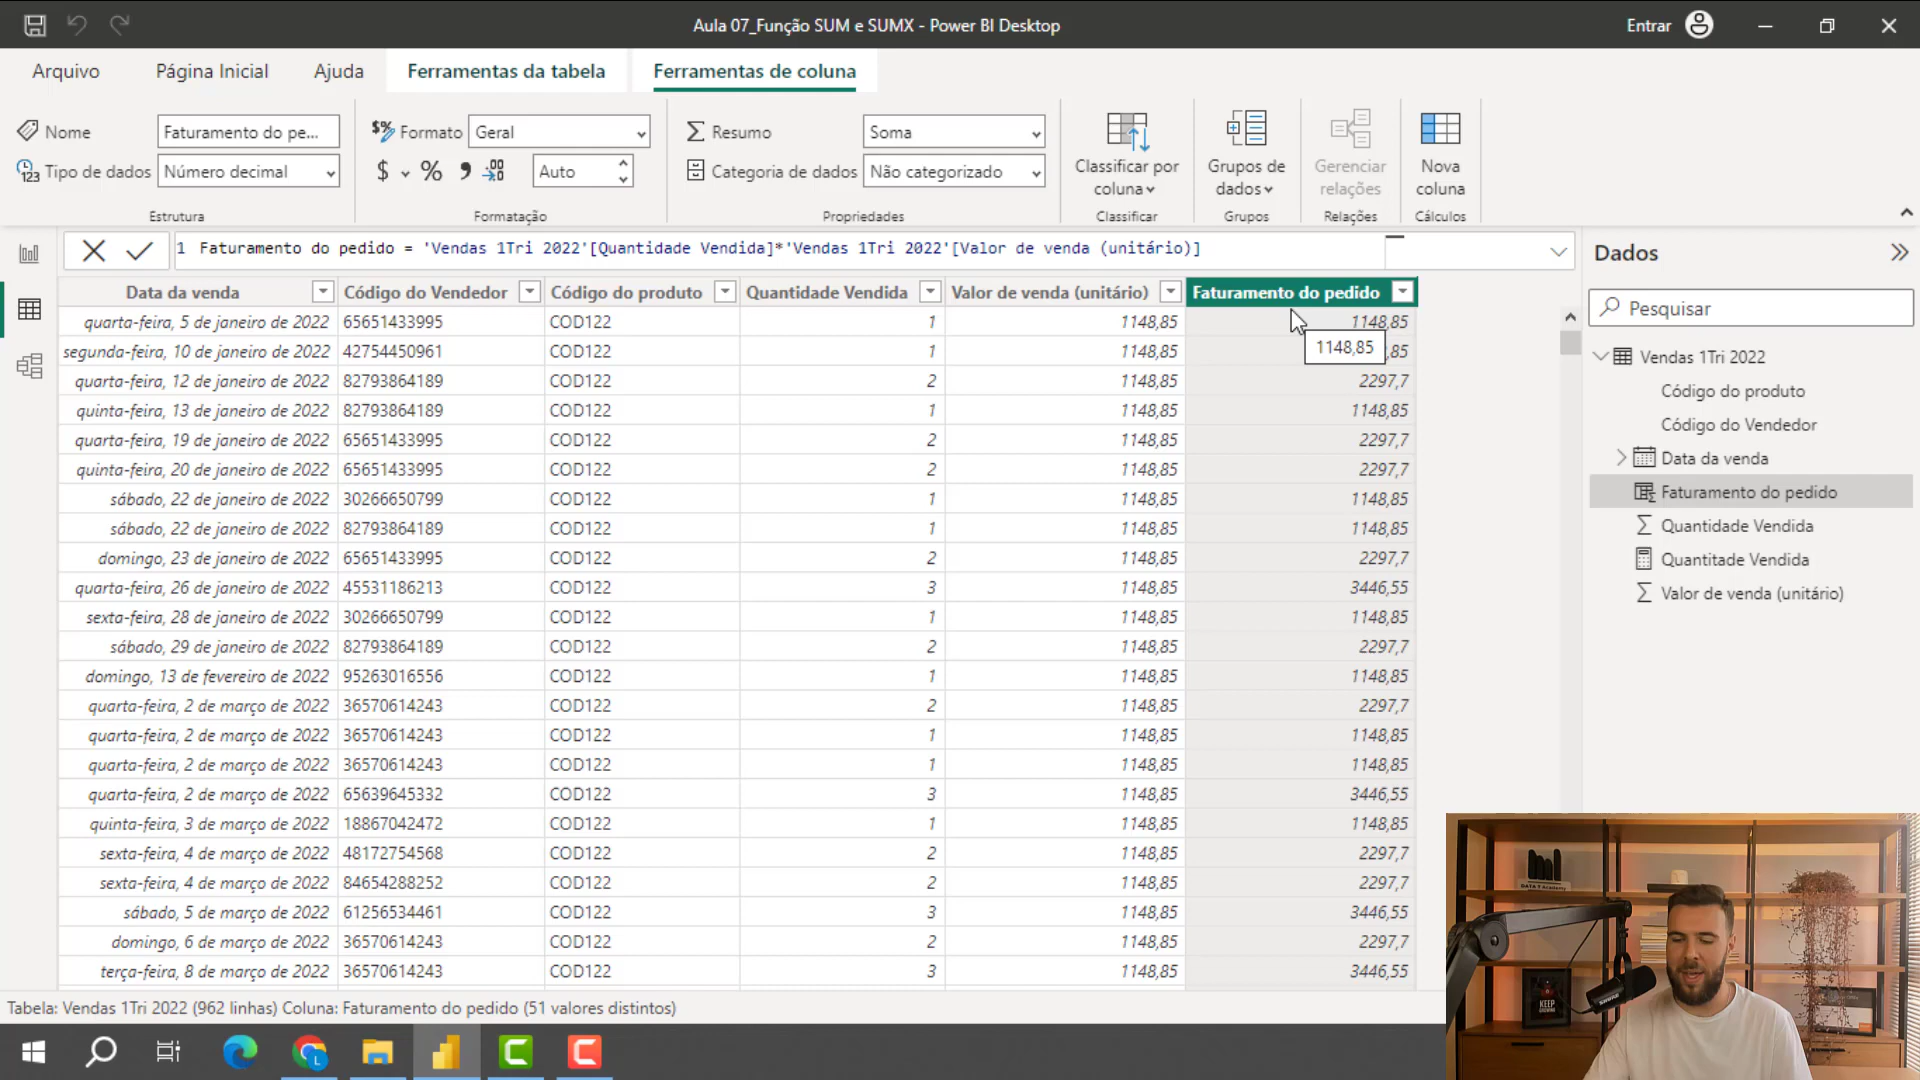 Aula 07_Função SUM e SUMX - Power BI Desktop
Entrar
Arquivo
Página Inicial
Ajuda
Ferramentas da tabela
Ferramentas de coluna
Nome
Faturamento do pe...
Formato
Geral
Resumo
Soma
Tipo de dados
Número decimal
Auto
Categoria de dados
Não categorizado
Classificar por
coluna
Grupos de
dados
Gerenciar
relações
Nova
coluna
Estrutura
Formatação
Propriedades
Classificar
Grupos
Relações
Cálculos
1 Faturamento do pedido = 'Vendas 1Tri 2022'[Quantidade Vendida]*'Vendas 1Tri 2022'[Valor de venda (unitário)]
Data da venda Código do Vendedor Código do produto Quantidade Vendida Valor de venda (unitário) Faturamento do pedido
quarta-feira, 5 de janeiro de 2022 65651433995 COD122 1 1148,85 1148,85
segunda-feira, 10 de janeiro de 2022 42754450961 COD122 1 1148,85 ,85
1148,85
quarta-feira, 12 de janeiro de 2022 82793864189 COD122 2 1148,85 2297,7
quinta-feira, 13 de janeiro de 2022 82793864189 COD122 1 1148,85 1148,85
quarta-feira, 19 de janeiro de 2022 65651433995 COD122 2 1148,85 2297,7
quinta-feira, 20 de janeiro de 2022 65651433995 COD122 2 1148,85 2297,7
sábado, 22 de janeiro de 2022 30266650799 COD122 1 1148,85 1148,85
sábado, 22 de janeiro de 2022 82793864189 COD122 1 1148,85 1148,85
domingo, 23 de janeiro de 2022 65651433995 COD122 2 1148,85 2297,7
quarta-feira, 26 de janeiro de 2022 45531186213 COD122 3 1148,85 3446,55
sexta-feira, 28 de janeiro de 2022 30266650799 COD122 1 1148,85 1148,85
sábado, 29 de janeiro de 2022 82793864189 COD122 2 1148,85 2297,7
domingo, 13 de fevereiro de 2022 95263016556 COD122 1 1148,85 1148,85
quarta-feira, 2 de março de 2022 36570614243 COD122 2 1148,85 2297,7
quarta-feira, 2 de março de 2022 36570614243 COD122 1 1148,85 1148,85
quarta-feira, 2 de março de 2022 36570614243 COD122 1 1148,85 1148,85
quarta-feira, 2 de março de 2022 65639645332 COD122 3 1148,85 3446,55
quinta-feira, 3 de março de 2022 18867042472 COD122 1 1148,85 1148,85
sexta-feira, 4 de março de 2022 48172754568 COD122 2 1148,85 2297,7
sexta-feira, 4 de março de 2022 84654288252 COD122 2 1148,85 2297,7
sábado, 5 de março de 2022 61256534461 COD122 3 1148,85 3446,55
domingo, 6 de março de 2022 36570614243 COD122 2 1148,85 2297,7
terça-feira, 8 de março de 2022 36570614243 COD122 3 1148,85 3446,55
Tabela: Vendas 1Tri 2022 (962 linhas) Coluna: Faturamento do pedido (51 valores distintos)
Dados
Pesquisar
Vendas 1Tri 2022
Código do produto
Código do Vendedor
Data da venda
Faturamento do pedido
Quantidade Vendida
Quantitade Vendida
Valor de venda (unitário)
KEEP